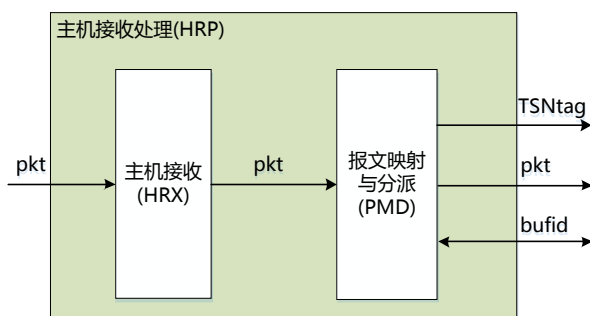 主机接收处理(HRP)
pkt
主机接收
(HRX)
pkt
报文映射
与分派
(PMD)
TSNtag
pkt
bufid